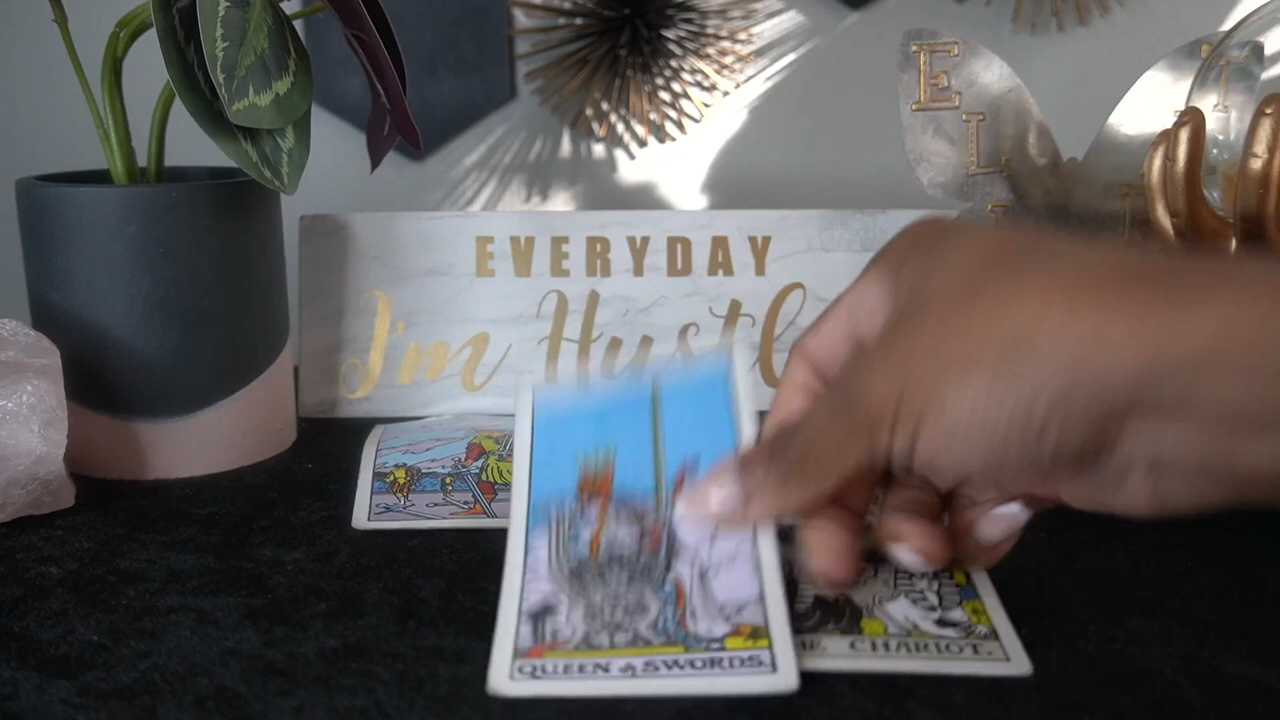 E
L
EVERYDAY
I'm Hustl
QUEEN of SWORDS.
CHARIOT.